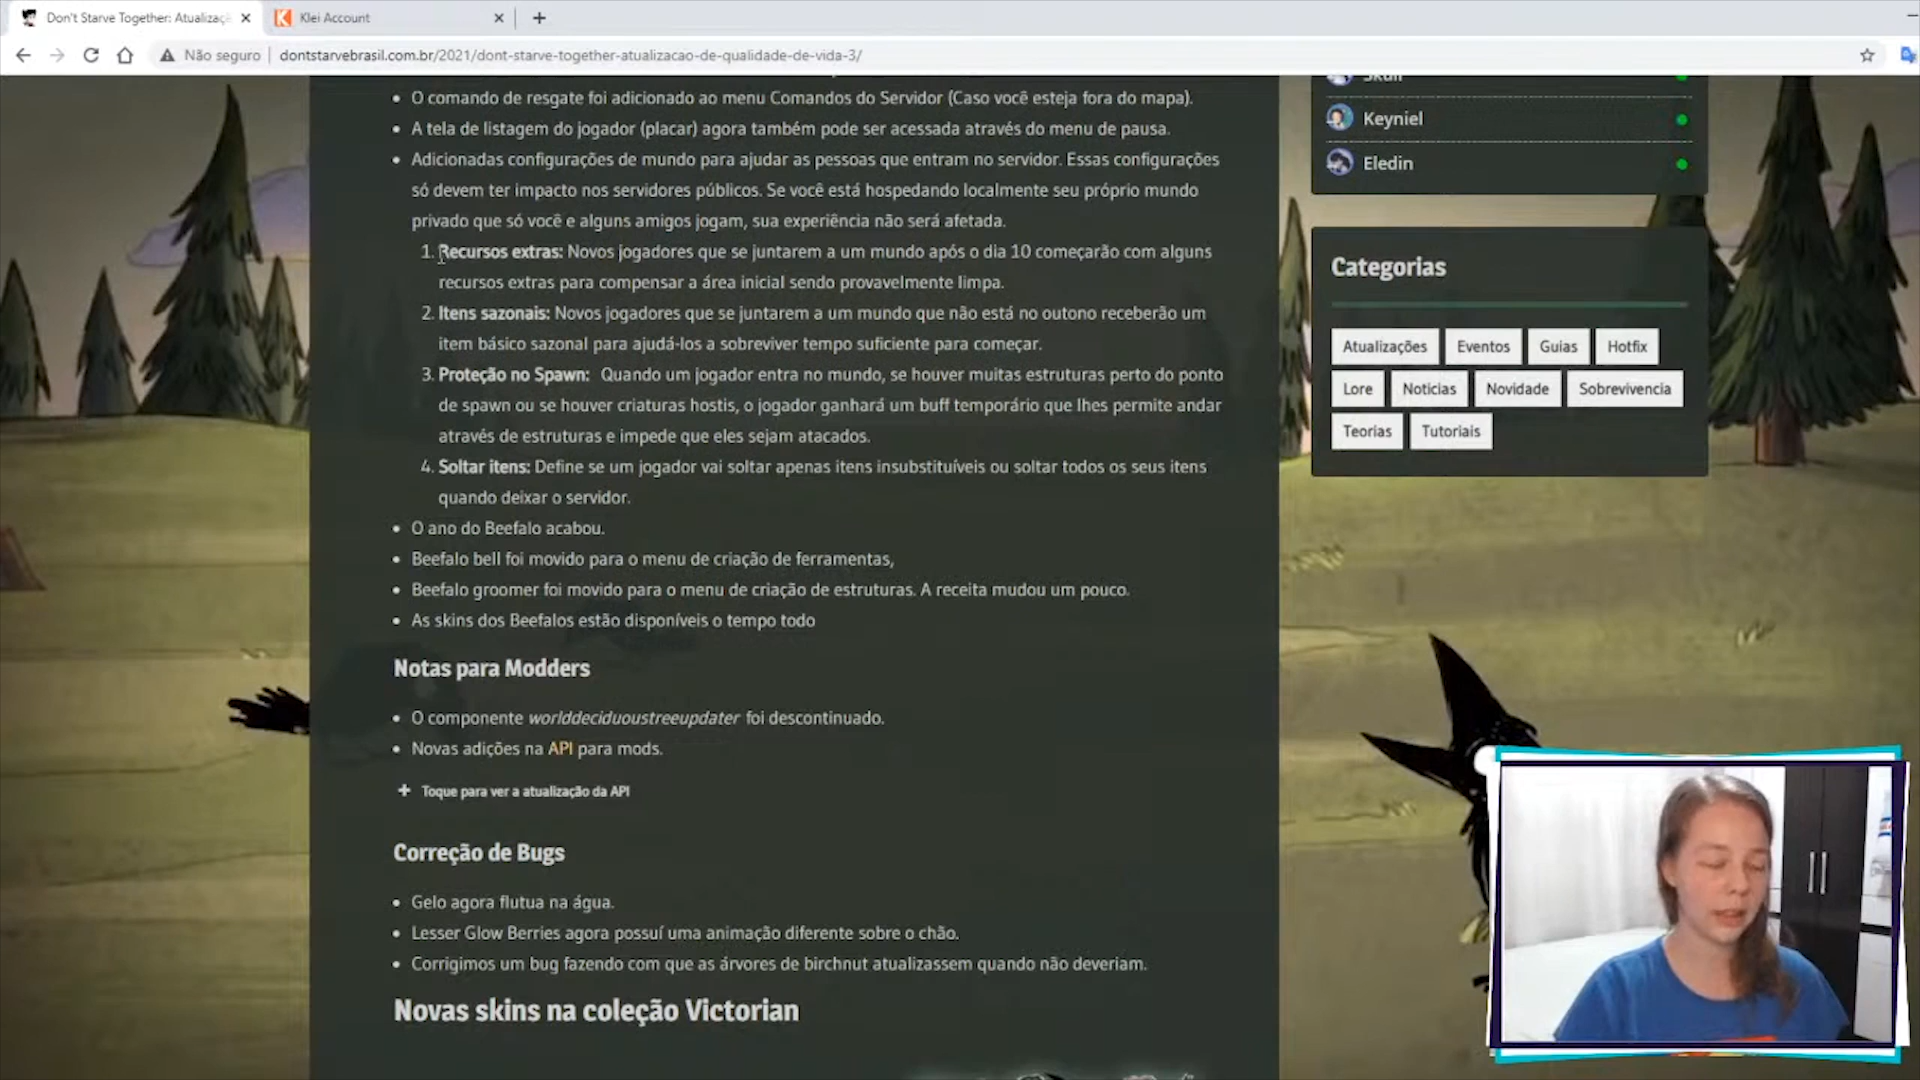 Don't Starve Together: Atualizaç
Klei Account
Não seguro
dontstarvebrasil.com.br/2021/dont-starve-together-atualizacao-de-qualidade-de-vida-3/
• O comando de resgate foi adicionado ao menu Comandos do Servidor (Caso você esteja fora do mapa).
• A tela de listagem do jogador (placar) agora também pode ser acessada através do menu de pausa.
• Adicionadas configurações de mundo para ajudar as pessoas que entram no servidor. Essas configurações
só devem ter impacto nos servidores públicos. Se você está hospedando localmente seu próprio mundo
privado que só você e alguns amigos jogam, sua experiência não será afetada.
1. Recursos extras: Novos jogadores que se juntarem a um mundo após o dia 10 começarão com alguns
recursos extras para compensar a área inicial sendo provavelmente limpa.
2. Itens sazonais: Novos jogadores que se juntarem a um mundo que não está no outono receberão um
item básico sazonal para ajudá-los a sobreviver tempo suficiente para começar.
3. Proteção no Spawn: Quando um jogador entra no mundo, se houver muitas estruturas perto do ponto
de spawn ou se houver criaturas hostis, o jogador ganhará um buff temporário que lhes permite andar
através de estruturas e impede que eles sejam atacados.
4. Soltar itens: Define se um jogador vai soltar apenas itens insubstituíveis ou soltar todos os seus itens
quando deixar o servidor.
• O ano do Beefalo acabou.
• Beefalo bell foi movido para o menu de criação de ferramentas,
• Beefalo groomer foi movido para o menu de criação de estruturas. A receita mudou um pouco.
• As skins dos Beefalos estão disponíveis o tempo todo
Notas para Modders
• O componente worlddeciduoustreeupdater foi descontinuado.
• Novas adições na API para mods.
+ Toque para ver a atualização da API
Correção de Bugs
• Gelo agora flutua na água.
• Lesser Glow Berries agora possuí uma animação diferente sobre o chão.
• Corrigimos um bug fazendo com que as árvores de birchnut atualizassem quando não deveriam.
Novas skins na coleção Victorian
Skull
Keyniel
Eledin
Categorias
Atualizações Eventos Guias Hotfix
Lore Noticias Novidade Sobrevivencia
Teorias Tutoriais